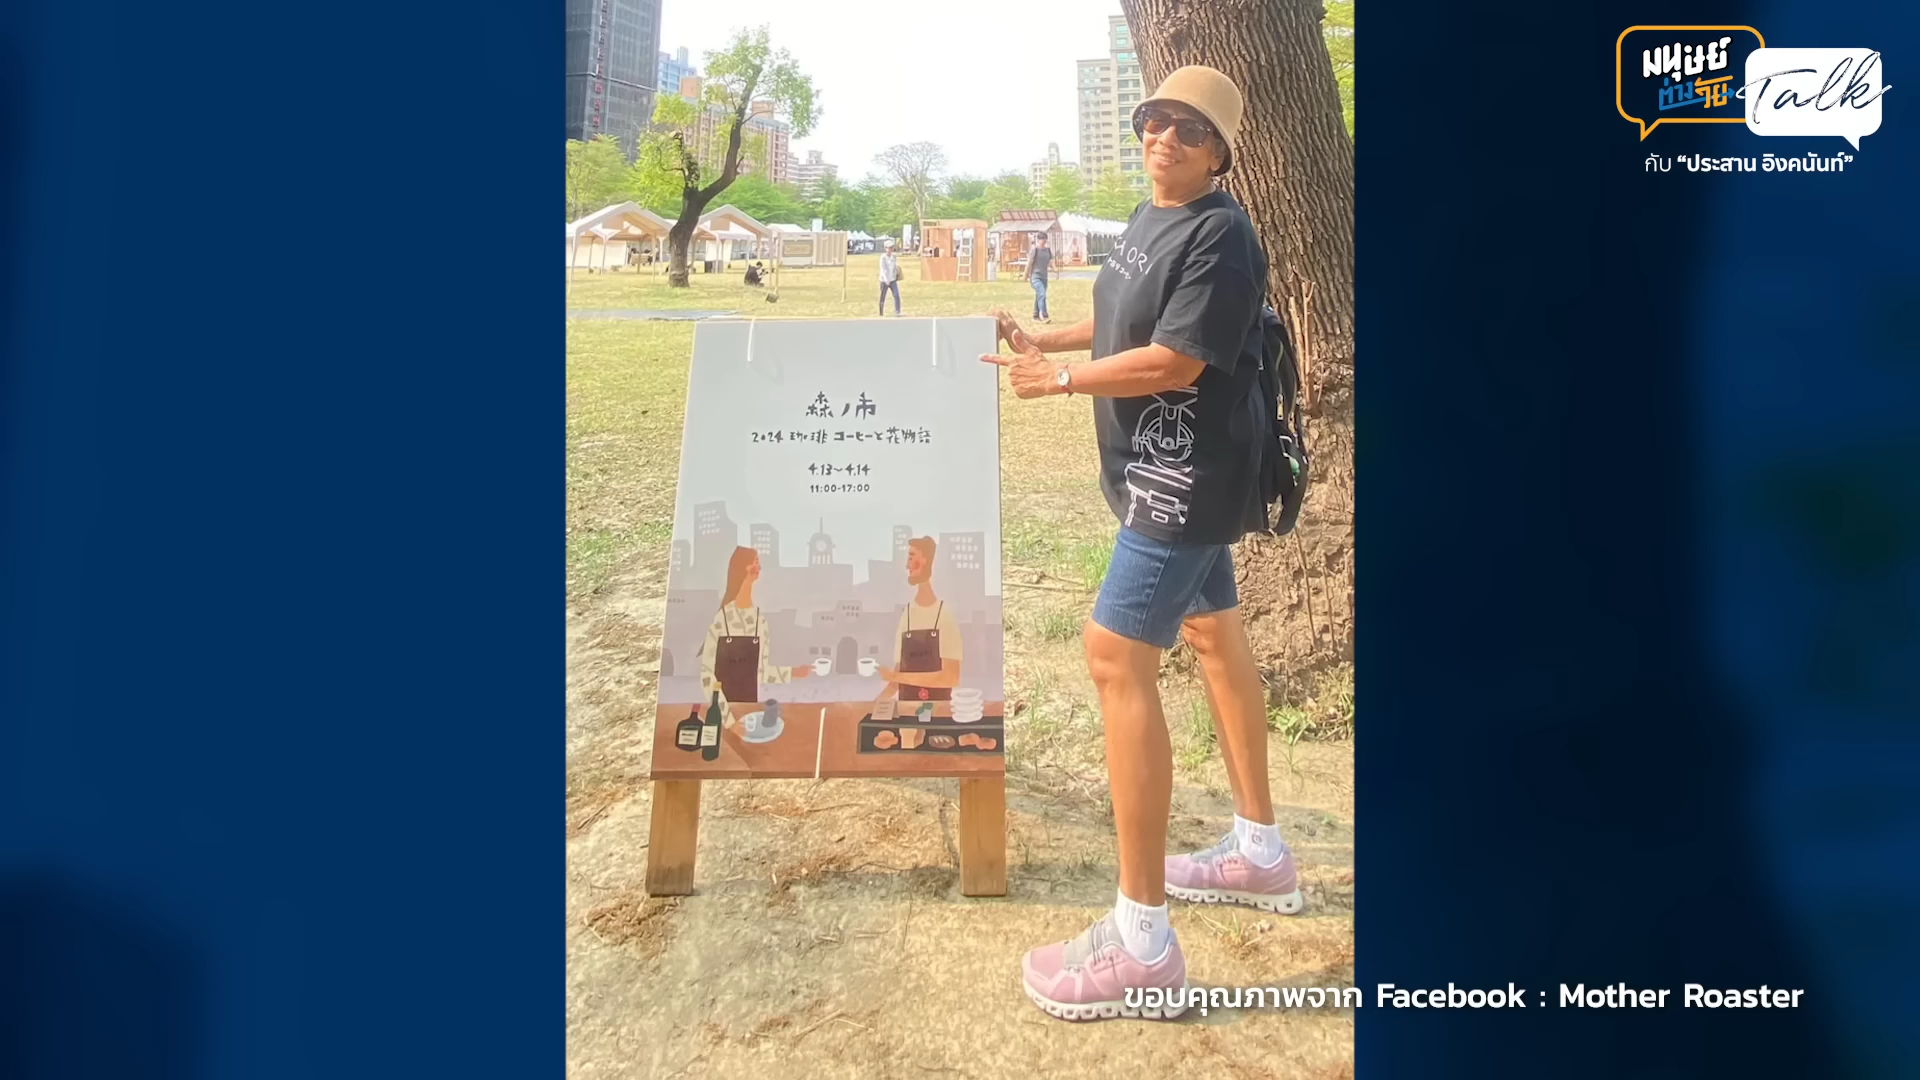 มนุษย์
ต่างวัย
Talk
กับ “ประสาน อิงคนันท์”
森ノ市
2024 珈琲 コーヒーと花物語
4.13～4.14
11:00-17:00
ขอบคุณภาพจาก Facebook : Mother Roaster